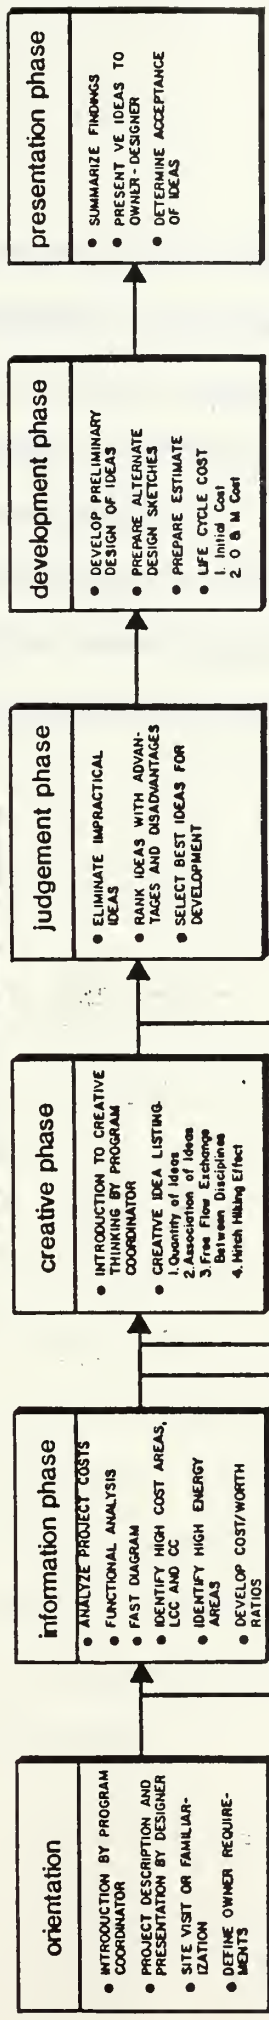 orientation
● INTRODUCTION BY PROGRAM
COORDINATOR
● PROJECT DESCRIPTION AND
PRESENTATION BY DESIGNER
● SITE VISIT OR FAMILIAR-
IZATION
● DEFINE OWNER REQUIRE-
MENTS
information phase
● ANALYZE PROJECT COSTS
● FUNCTIONAL ANALYSIS
● FAST DIAGRAM
● IDENTIFY HIGH COST AREAS,
LCC AND CC
● IDENTIFY HIGH ENERGY
AREAS
● DEVELOP COST/WORTH
RATIOS
creative phase
● INTRODUCTION TO CREATIVE
THINKING BY PROGRAM
COORDINATOR
● CREATIVE IDEA LISTING-
1. Quantity of Ideas
2. Association of Ideas
3. Free Flow Exchange
Between Disciplines
4. Hitch Hiking Effect
judgement phase
● ELIMINATE IMPRACTICAL
IDEAS
● RANK IDEAS WITH ADVAN-
TAGES AND DISADVANTAGES
● SELECT BEST IDEAS FOR
DEVELOPMENT
development phase
● DEVELOP PRELIMINARY
DESIGN OF IDEAS
● PREPARE ALTERNATE
DESIGN SKETCHES
● PREPARE ESTIMATE
● LIFE CYCLE COST
1. Initial Cost
2. O & M Cost
presentation phase
● SUMMARIZE FINDINGS
● PRESENT VE IDEAS TO
OWNER-DESIGNER
● DETERMINE ACCEPTANCE
OF IDEAS